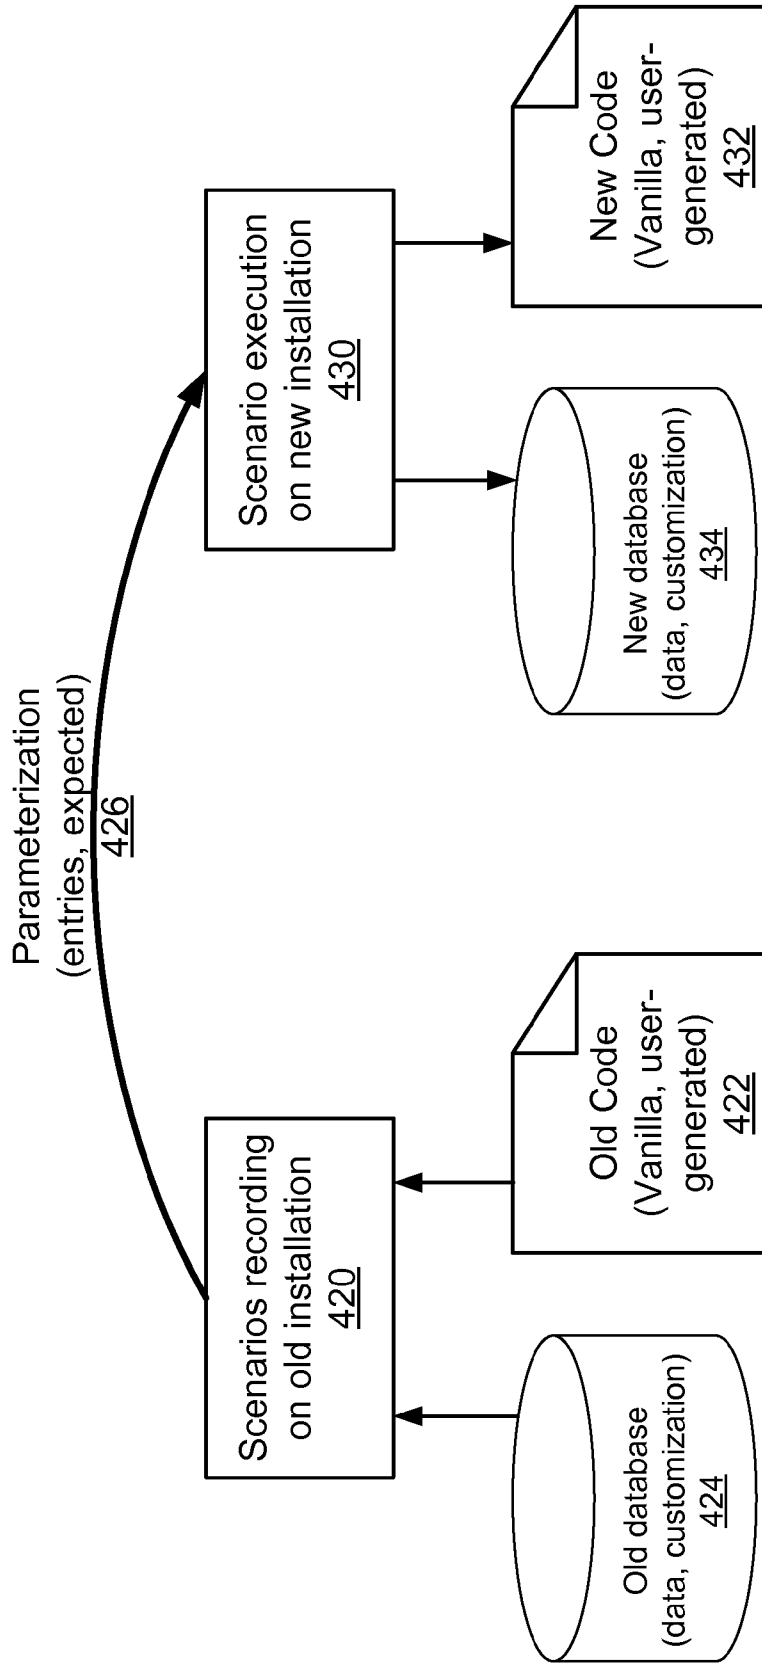 Parameterization
(entries, expected)
426
Scenarios recording
on old installation
420
Scenario execution
on new installation
430
Old database
(data, customization)
424
Old Code
(Vanilla, user-
generated)
422
New database
(data, customization)
434
New Code
(Vanilla, user-
generated)
432